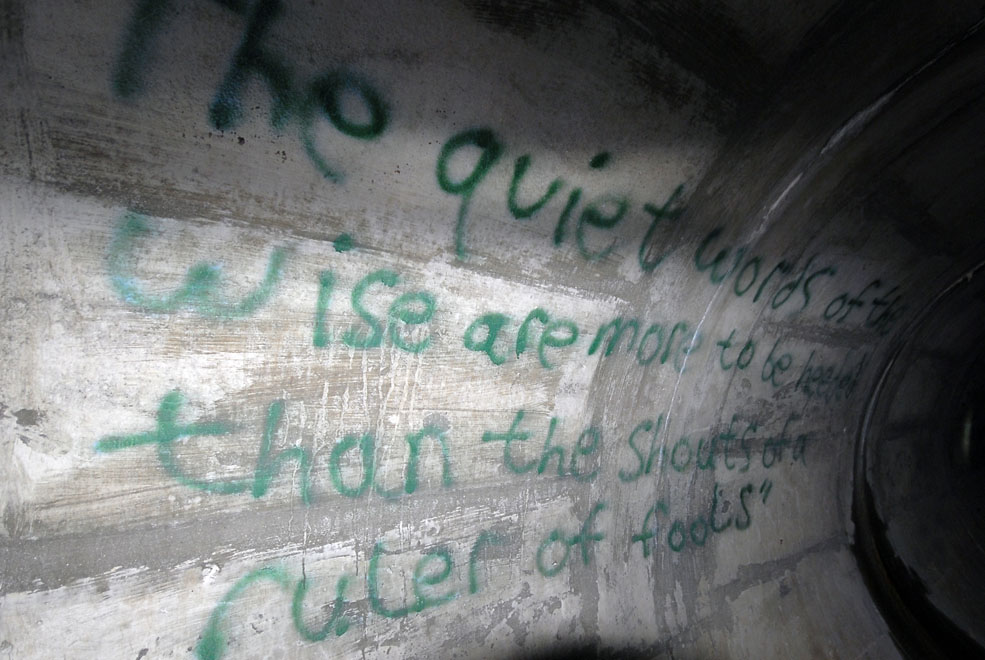 The quiet words of the
wise are more to be heeded
than the shouts of a
ruler of fools"